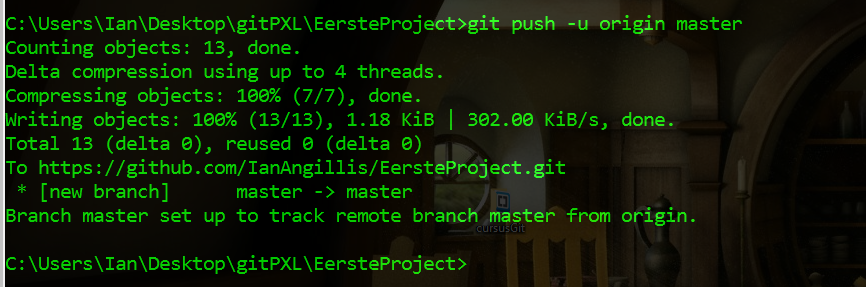 C:\Users\Ian\Desktop\gitPXL\EersteProject>git push -u origin master
Counting objects: 13, done.
Delta compression using up to 4 threads.
Compressing objects: 100% (7/7), done.
Writing objects: 100% (13/13), 1.18 KiB | 302.00 KiB/s, done.
Total 13 (delta 0), reused 0 (delta 0)
To https://github.com/IanAngillis/EersteProject.git
 * [new branch]      master -> master
Branch master set up to track remote branch master from origin.
cursusGit
C:\Users\Ian\Desktop\gitPXL\EersteProject>